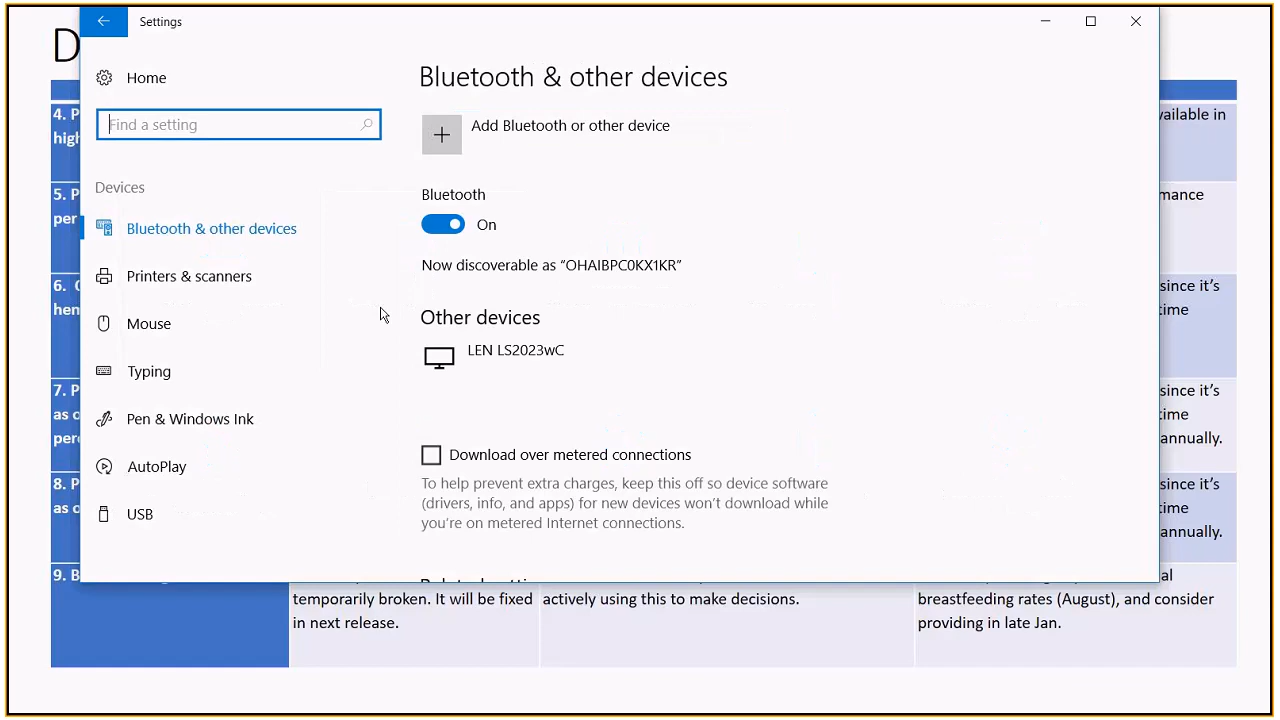 D
Settings
Home
Find a setting
Devices
Bluetooth & other devices
Printers & scanners
Mouse
Typing
Pen & Windows Ink
AutoPlay
USB
Bluetooth & other devices
Add Bluetooth or other device
Bluetooth
On
Now discoverable as “OHAIBPC0KX1KR”
Other devices
LEN LS2023wC
Download over metered connections
To help prevent extra charges, keep this off so device software
(drivers, info, and apps) for new devices won’t download while
you’re on metered Internet connections.
4. P
high
5. P
per
6.
hem
7. P
as o
perc
8. P
as o
9. B
temporarily broken. It will be fixed
in next release.
actively using this to make decisions.
vailable in
mance
since it’s
time
since it’s
time
annually.
since it’s
time
annually.
al
breastfeeding rates (August), and consider
providing in late Jan.